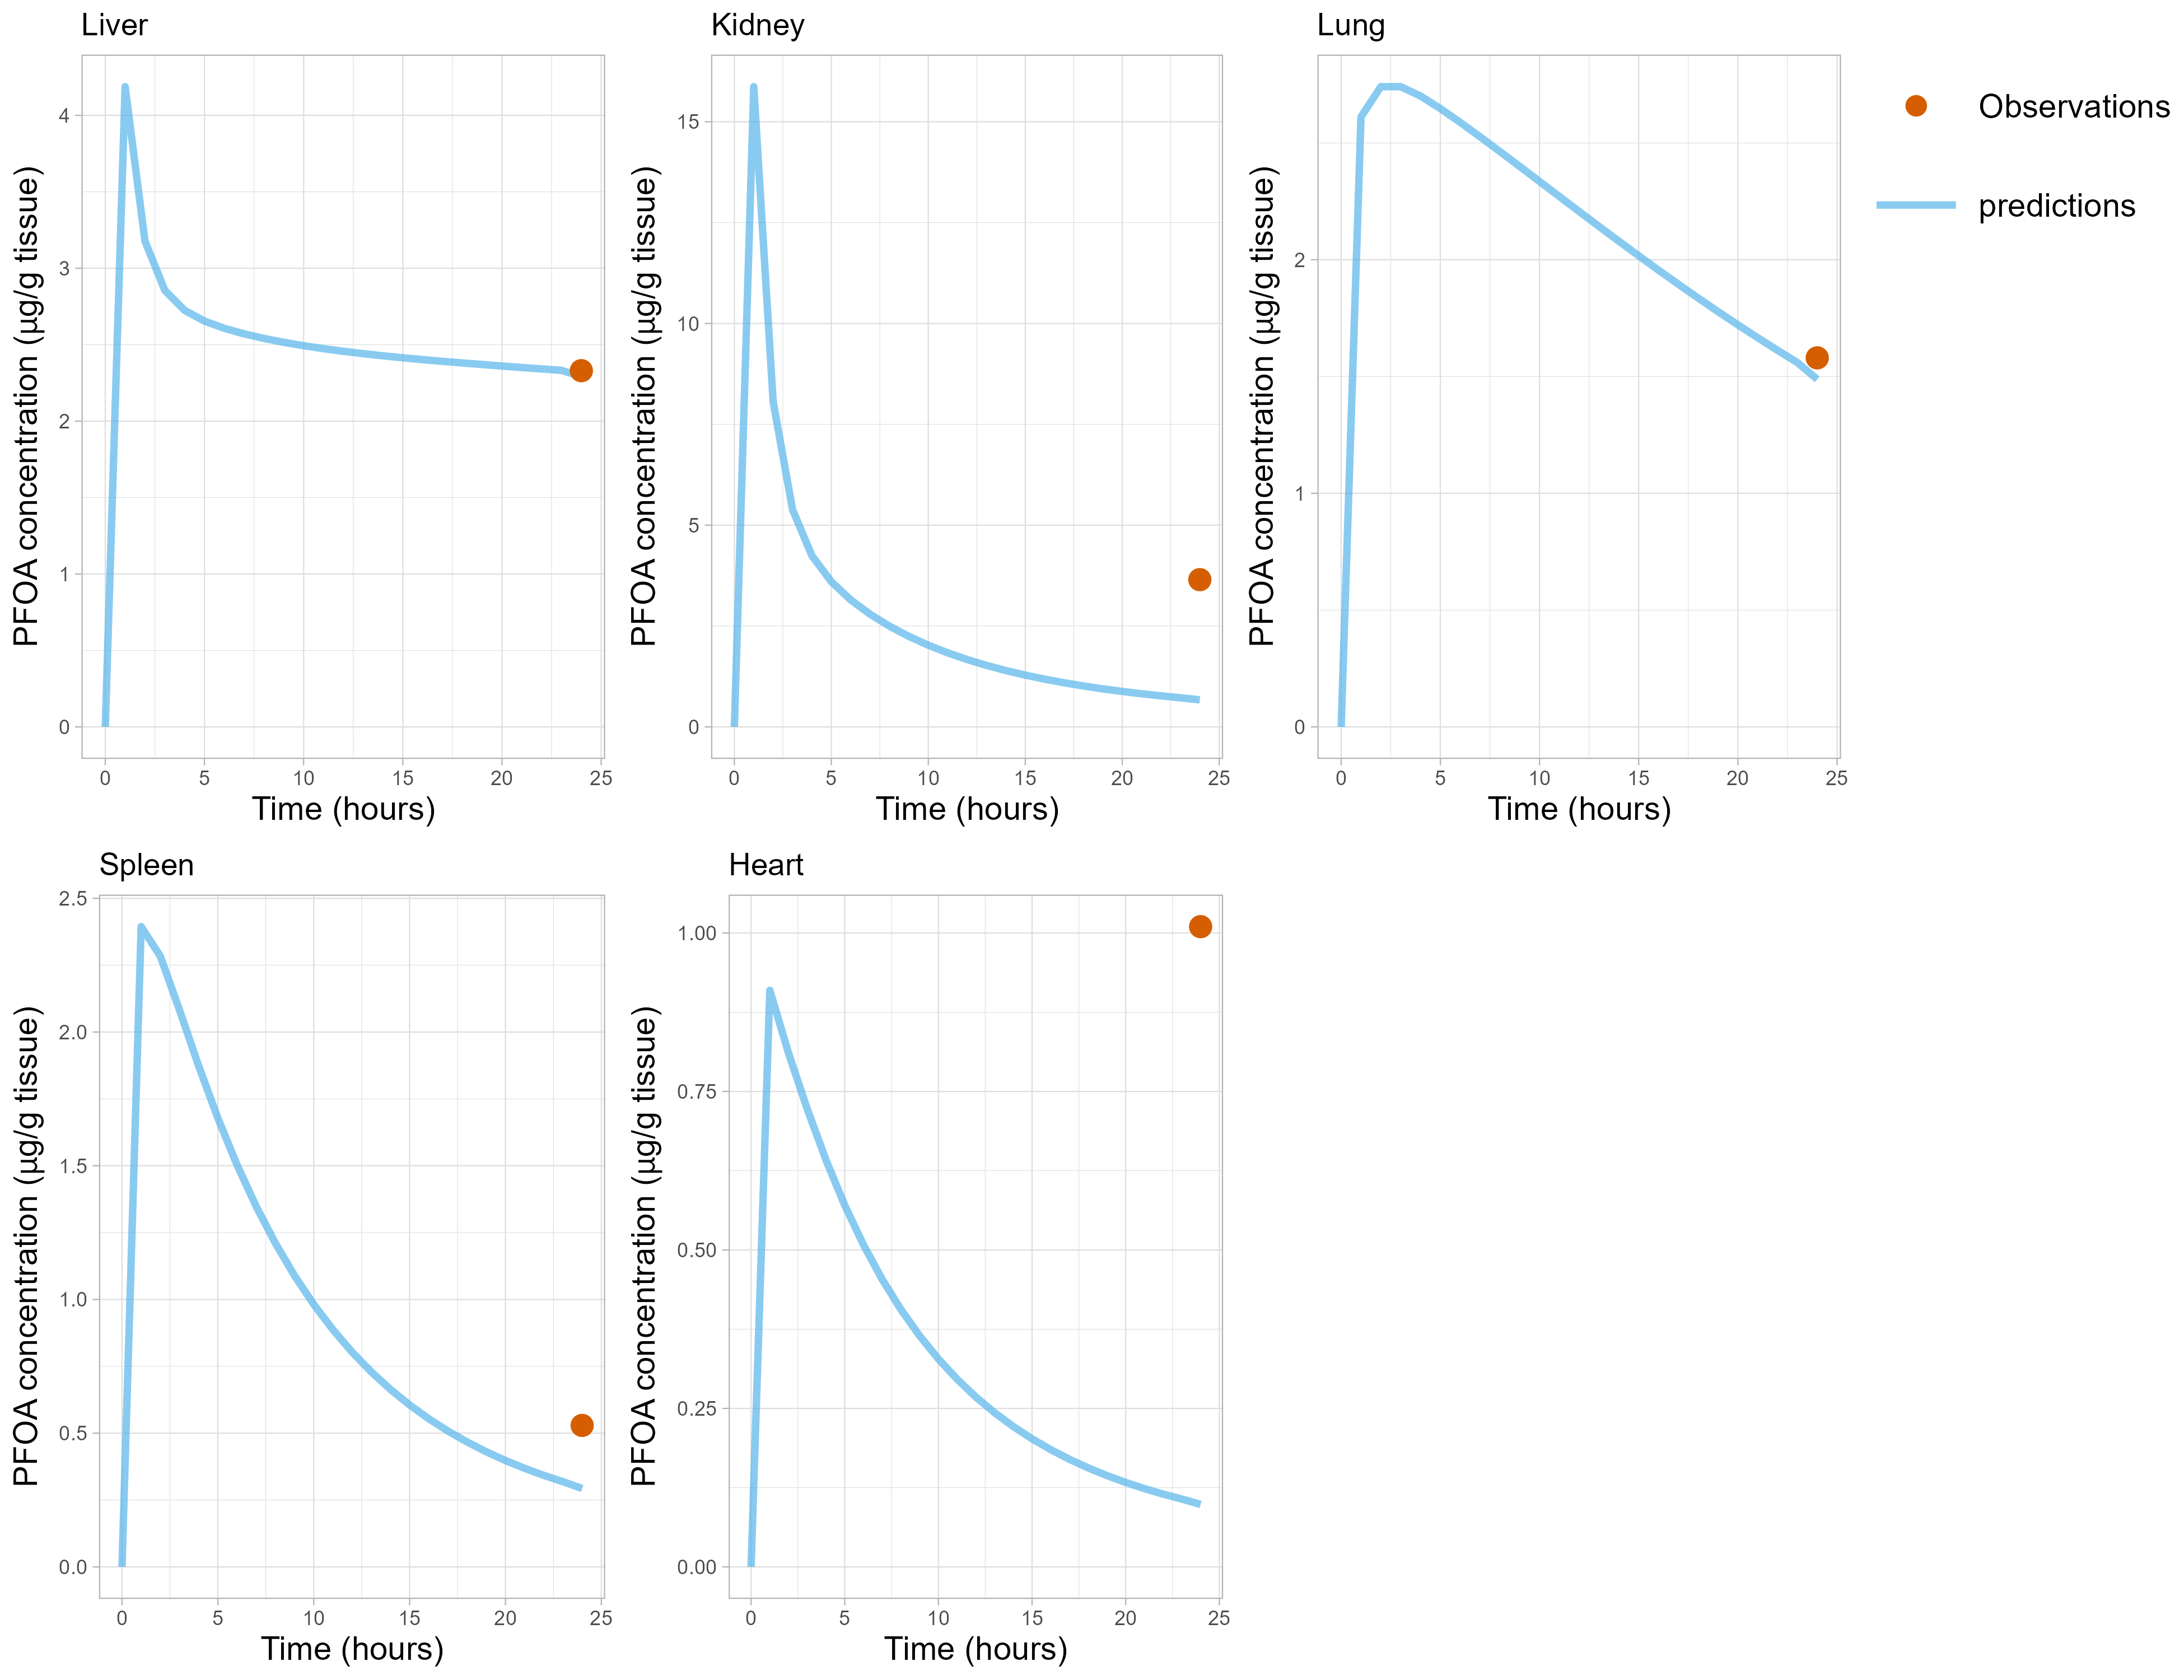 Liver
PFOA concentration (µg/g tissue)
4
3
2
1
0
0 5 10 15 20 25
Time (hours)
Kidney
PFOA concentration (µg/g tissue)
15
10
5
0
0 5 10 15 20 25
Time (hours)
Lung
PFOA concentration (µg/g tissue)
2
1
0
0 5 10 15 20 25
Time (hours)
Observations
predictions
Spleen
PFOA concentration (µg/g tissue)
2.5
2.0
1.5
1.0
0.5
0.0
0 5 10 15 20 25
Time (hours)
Heart
PFOA concentration (µg/g tissue)
1.00
0.75
0.50
0.25
0.00
0 5 10 15 20 25
Time (hours)